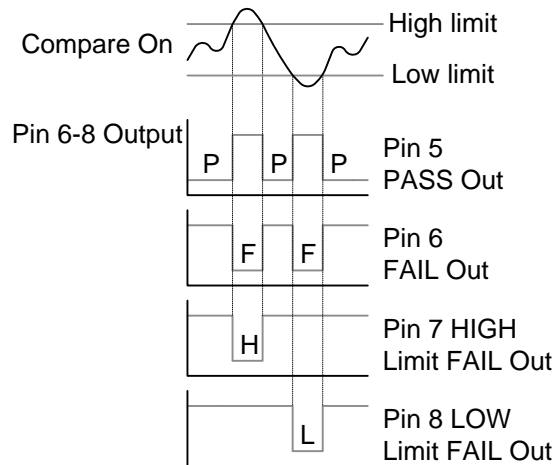 High limit
Compare On
Low limit
Pin 6-8 Output
P P P
Pin 5
PASS Out
F F
Pin 6
FAIL Out
H
Pin 7 HIGH
Limit FAIL Out
L
Pin 8 LOW
Limit FAIL Out